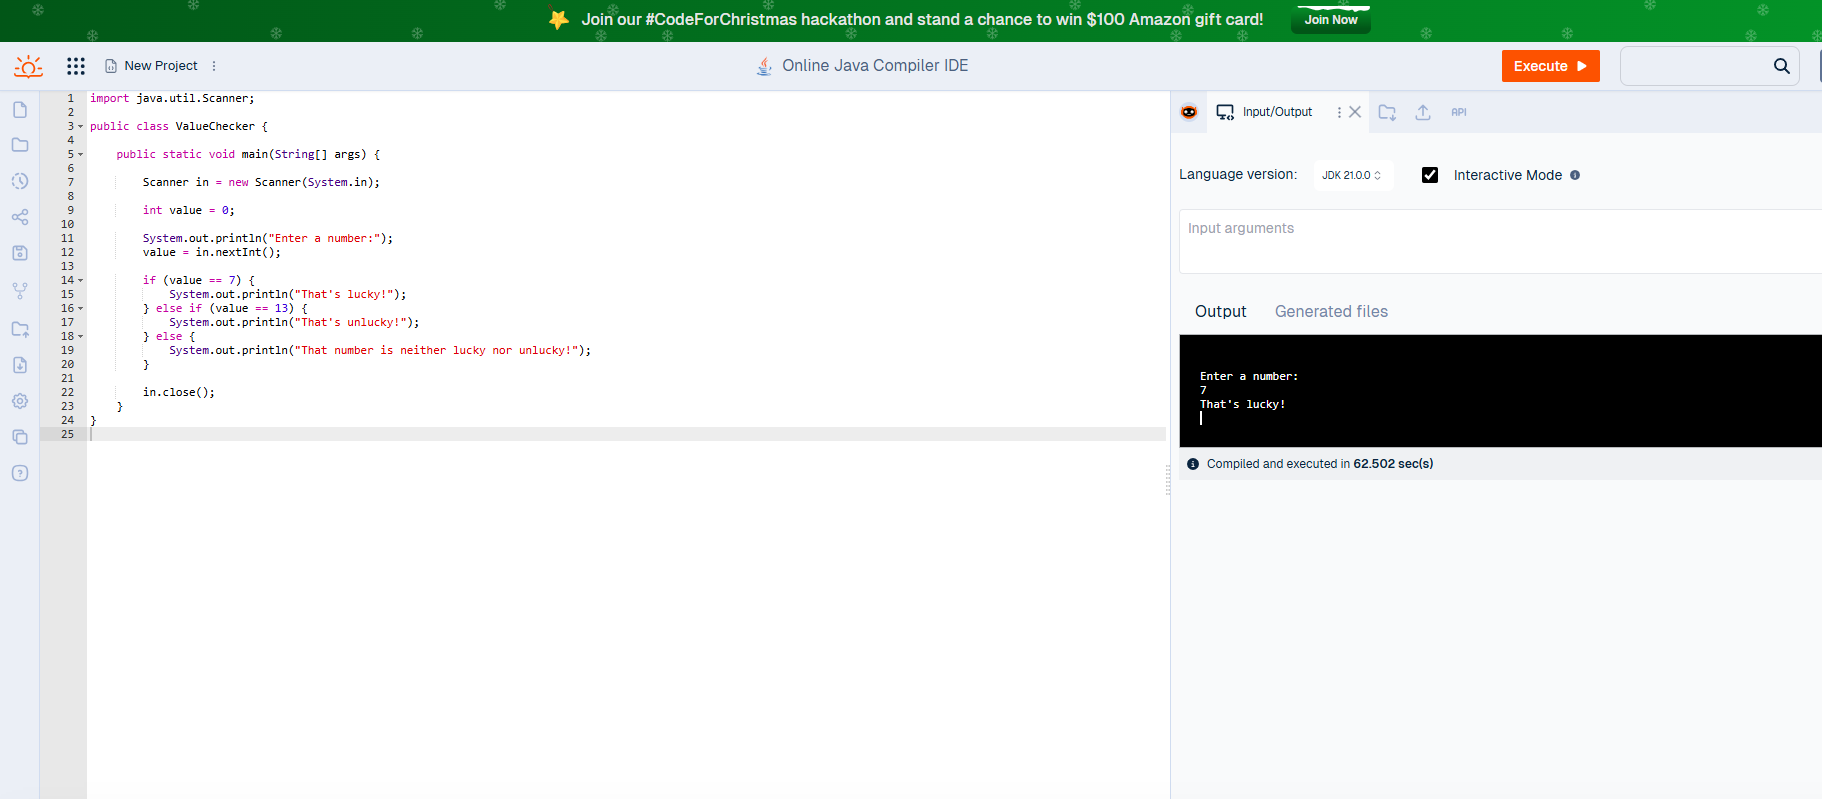 Join our #CodeForChristmas hackathon and stand a chance to win $100 Amazon gift card!
Join Now
New Project
Online Java Compiler IDE
Execute
1 import java.util.Scanner;
2
3 public class ValueChecker {
4
5 public static void main(String[] args) {
6
7 Scanner in = new Scanner(System.in);
8
9 int value = 0;
10
11 System.out.println("Enter a number:");
12 value = in.nextInt();
13
14 if (value == 7) {
15 System.out.println("That's lucky!");
16 } else if (value == 13) {
17 System.out.println("That's unlucky!");
18 } else {
19 System.out.println("That number is neither lucky nor unlucky!");
20 }
21
22 in.close();
23 }
24 }
25
Input/Output
API
Language version:
JDK 21.0.0
Interactive Mode
Input arguments
Output
Generated files
Enter a number:
7
That's lucky!
Compiled and executed in 62.502 sec(s)